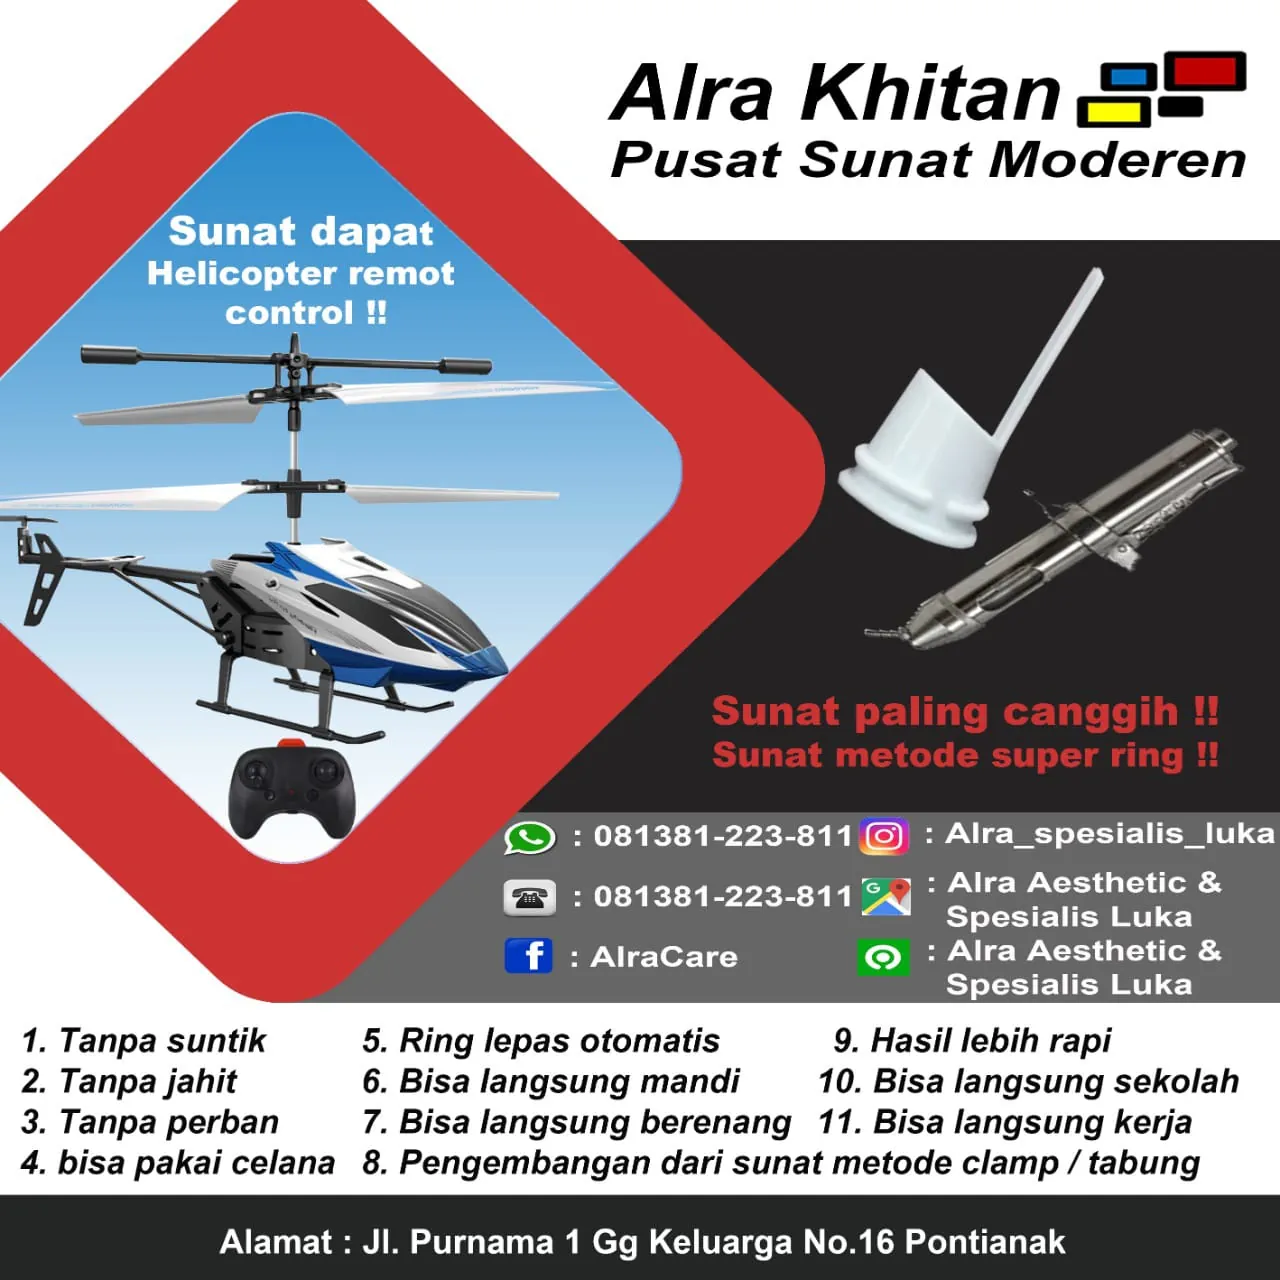 Alra Khitan
Pusat Sunat Moderen
Sunat dapat
Helicopter remot
control !!
Sunat paling canggih !!
Sunat metode super ring !!
: 081381-223-811
: Alra_spesialis_luka
: 081381-223-811
: Alra Aesthetic &
Spesialis Luka
: AlraCare
: Alra Aesthetic &
Spesialis Luka
1. Tanpa suntik
2. Tanpa jahit
3. Tanpa perban
4. bisa pakai celana
5. Ring lepas otomatis
6. Bisa langsung mandi
7. Bisa langsung berenang
8. Pengembangan dari sunat metode clamp / tabung
9. Hasil lebih rapi
10. Bisa langsung sekolah
11. Bisa langsung kerja
Alamat : Jl. Purnama 1 Gg Keluarga No.16 Pontianak